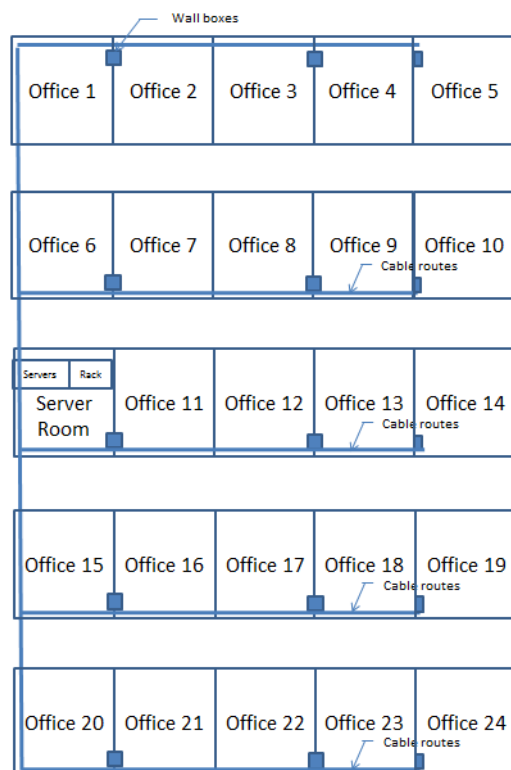 Wall boxes
Office 1 Office 2 Office 3 Office 4 Office 5
Office 6 Office 7 Office 8 Office 9 Office 10
Cable routes
Servers Rack
Server
Room
Office 11 Office 12 Office 13 Office 14
Cable routes
Office 15 Office 16 Office 17 Office 18 Office 19
Cable routes
Office 20 Office 21 Office 22 Office 23 Office 24
Cable routes